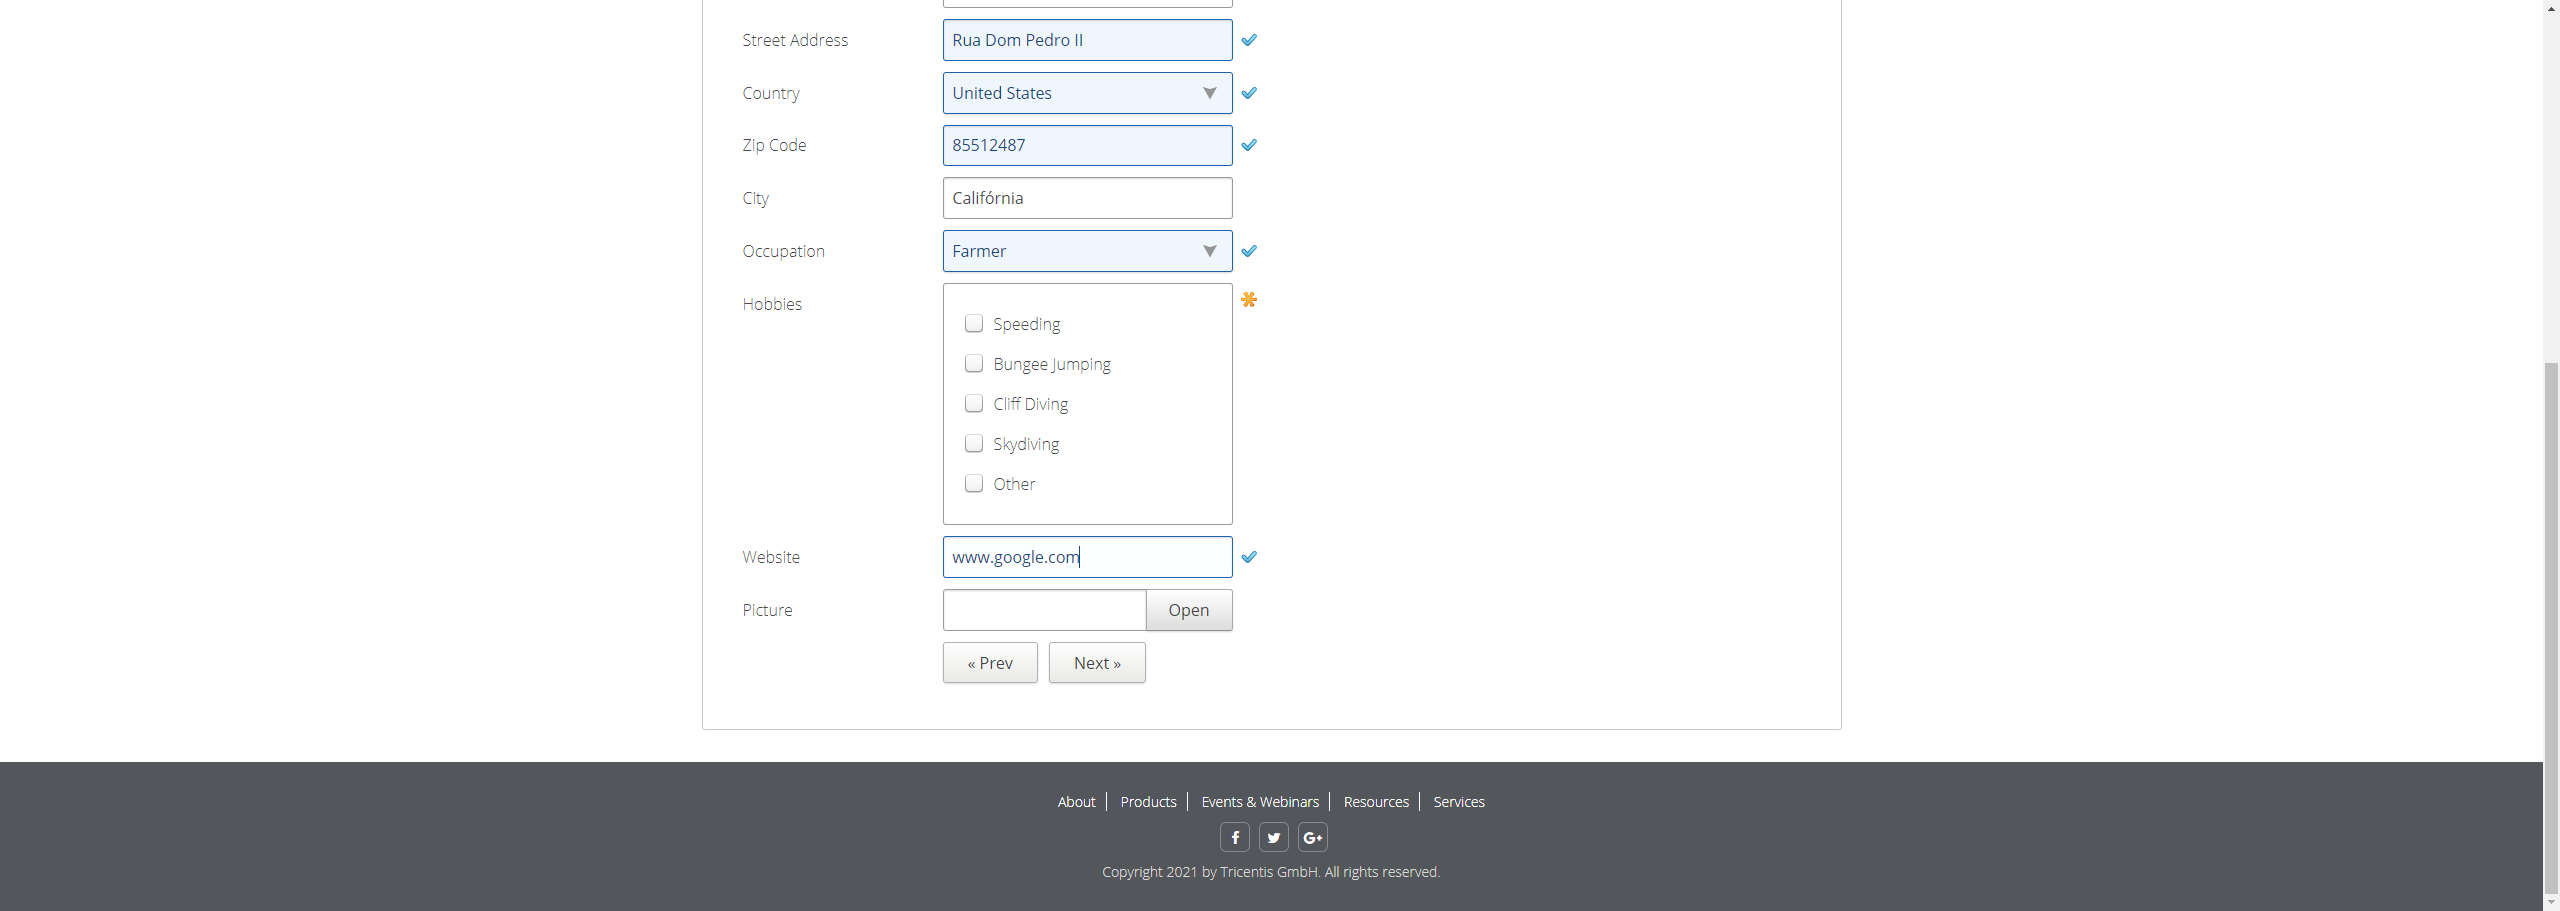 Street Address Rua Dom Pedro II
Country United States
Zip Code 85512487
City Califórnia
Occupation Farmer
Hobbies
Speeding
Bungee Jumping
Cliff Diving
Skydiving
Other
Website www.google.com
Picture Open
« Prev Next »
About Products Events & Webinars Resources Services
f G+
Copyright 2021 by Tricentis GmbH. All rights reserved.